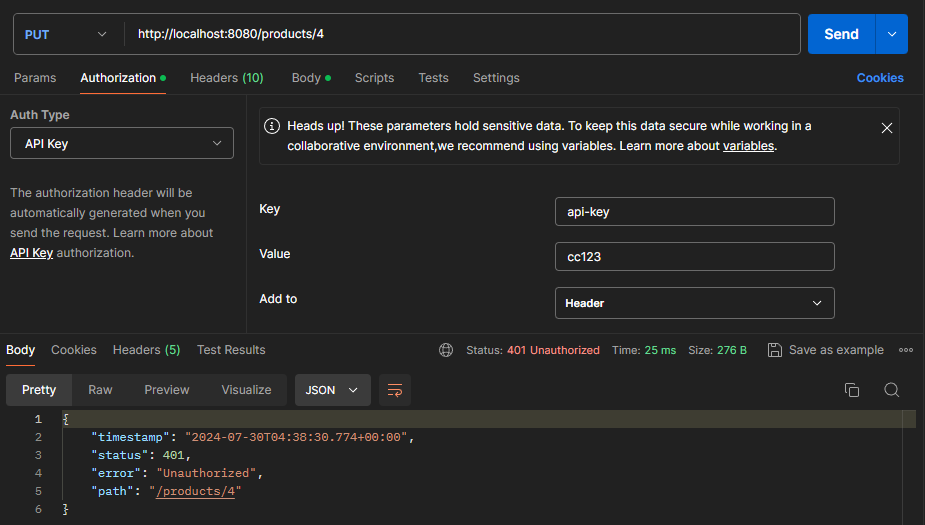 PUT http://localhost:8080/products/4 Send
Params Authorization Headers (10) Body Scripts Tests Settings Cookies
Auth Type
API Key
The authorization header will be
automatically generated when you
send the request. Learn more about
API Key authorization.
Heads up! These parameters hold sensitive data. To keep this data secure while working in a
collaborative environment,we recommend using variables. Learn more about variables.
Key api-key
Value cc123
Add to Header
Body Cookies Headers (5) Test Results Status: 401 Unauthorized Time: 25 ms Size: 276 B Save as example
Pretty Raw Preview Visualize JSON
1 {
2 "timestamp": "2024-07-30T04:38:30.774+00:00",
3 "status": 401,
4 "error": "Unauthorized",
5 "path": "/products/4"
6 }